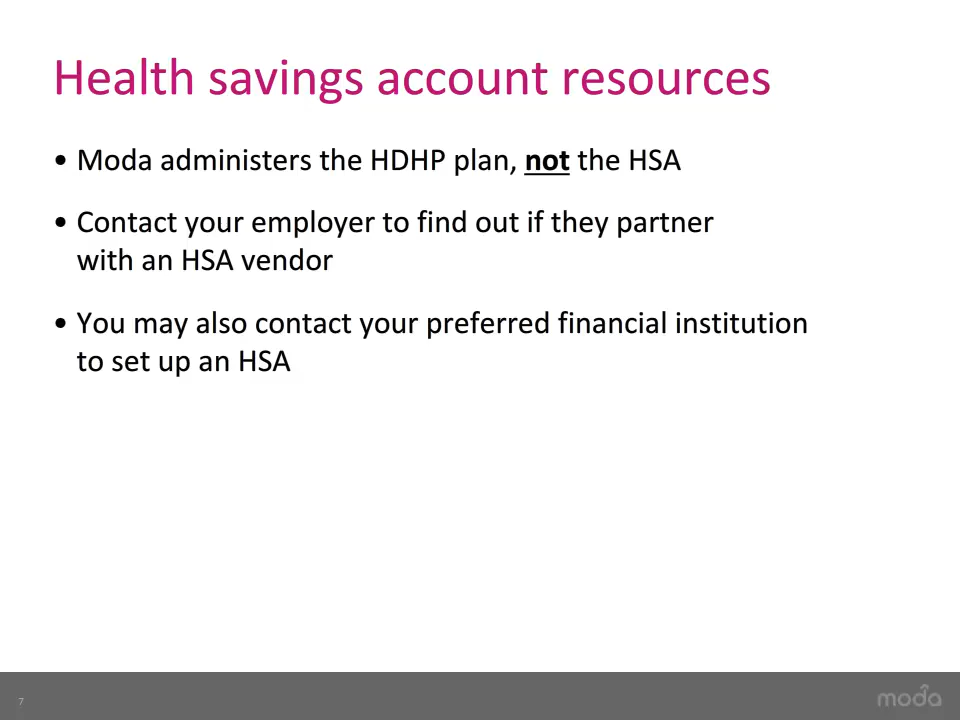 Health savings account resources
• Moda administers the HDHP plan, not the HSA
• Contact your employer to find out if they partner
with an HSA vendor
• You may also contact your preferred financial institution
to set up an HSA
7
moda